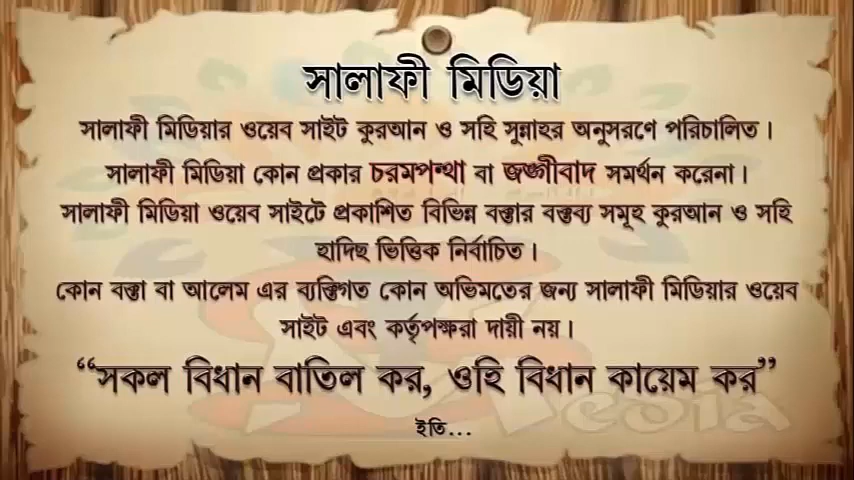 সালাফী মিডিয়া
সালাফী মিডিয়ার ওয়েব সাইট কুরআন ও সহি সুন্নাহর অনুসরণে পরিচালিত।
সালাফী মিডিয়া কোন প্রকার চরমপন্থা বা জঙ্গীবাদ সমর্থন করেনা।
সালাফী মিডিয়া ওয়েব সাইটে প্রকাশিত বিভিন্ন বক্তার বক্তব্য সমূহ কুরআন ও সহি
হাদিছ ভিত্তিক নির্বাচিত।
কোন বক্তা বা আলেম এর ব্যক্তিগত কোন অভিমতের জন্য সালাফী মিডিয়ার ওয়েব
সাইট এবং কর্তৃপক্ষরা দায়ী নয়।
“সকল বিধান বাতিল কর, ওহি বিধান কায়েম কর”
Media
ইতি...